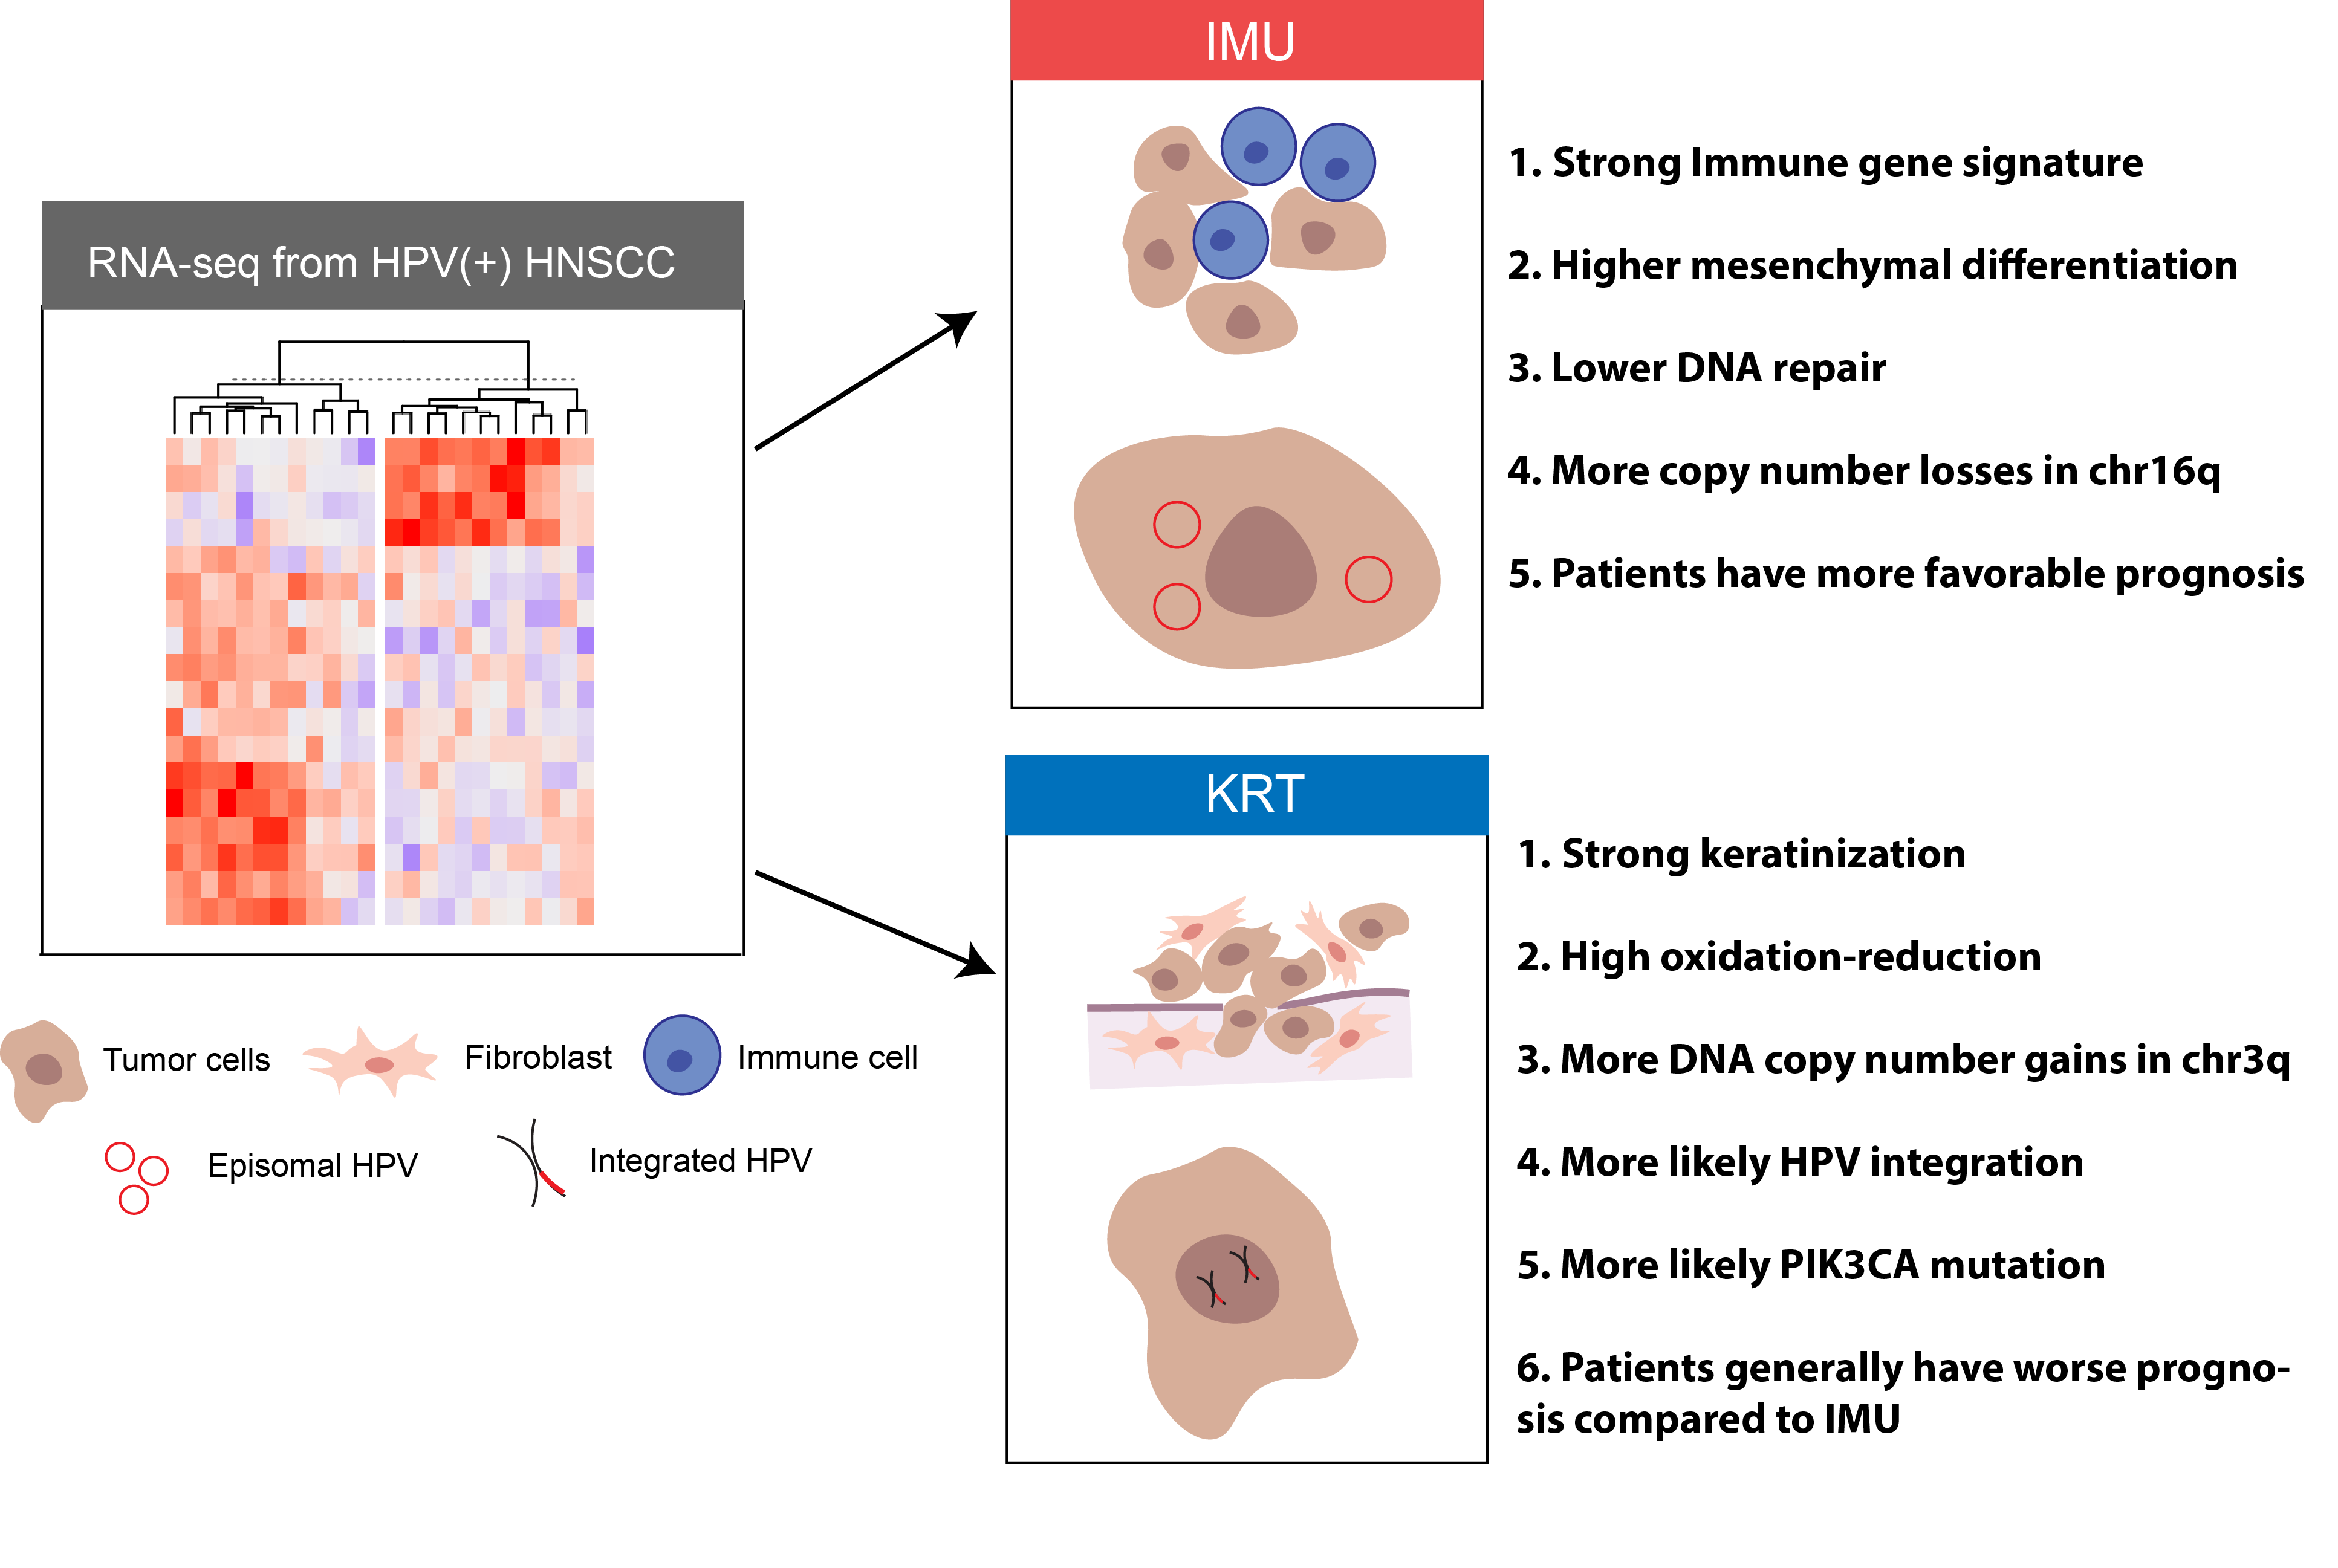 RNA-seq from HPV(+) HNSCC
Tumor cells
Fibroblast
Immune cell
Episomal HPV
Integrated HPV
IMU
1. Strong Immune gene signature
2. Higher mesenchymal differentiation
3. Lower DNA repair
4. More copy number losses in chr16q
5. Patients have more favorable prognosis
KRT
1. Strong keratinization
2. High oxidation-reduction
3. More DNA copy number gains in chr3q
4. More likely HPV integration
5. More likely PIK3CA mutation
6. Patients generally have worse progno-
sis compared to IMU